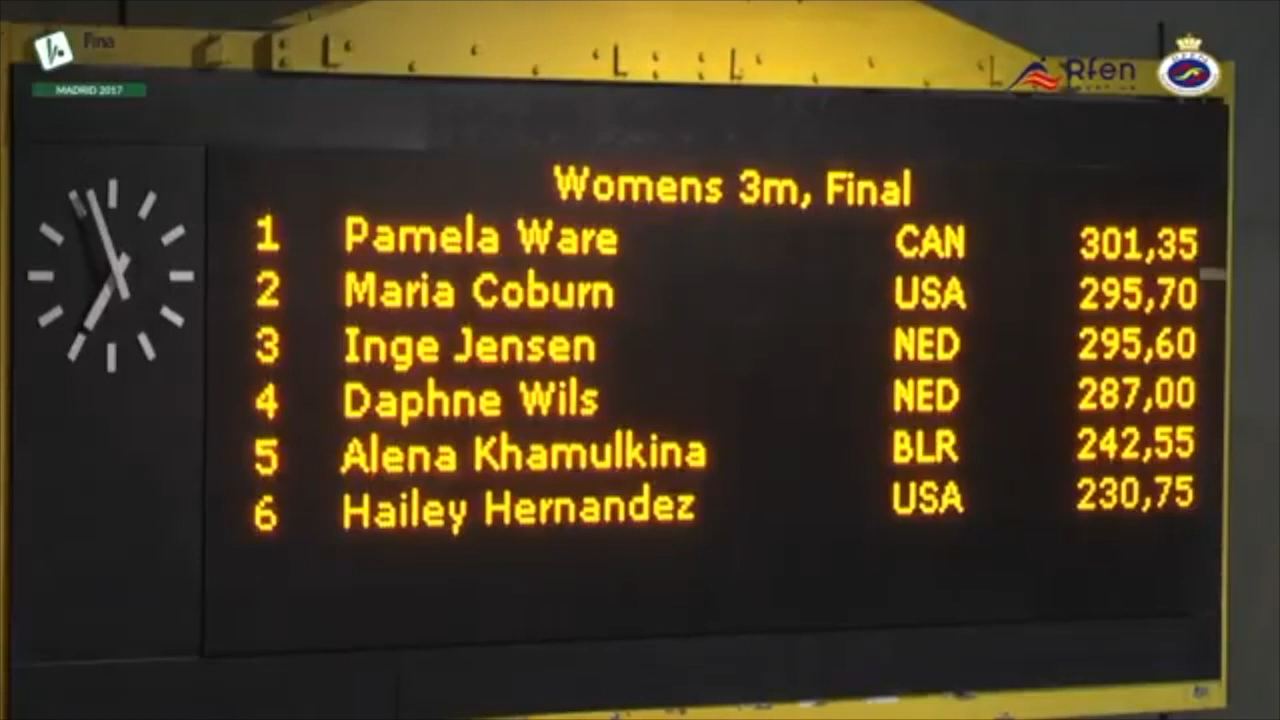 Fina
MADRID 2017
Rfen
Womens 3m, Final
1 Pamela Ware CAN 301,35
2 Maria Coburn USA 295,70
3 Inge Jensen NED 295,60
4 Daphne Wils NED 287,00
5 Alena Khamulkina BLR 242,55
6 Hailey Hernandez USA 230,75